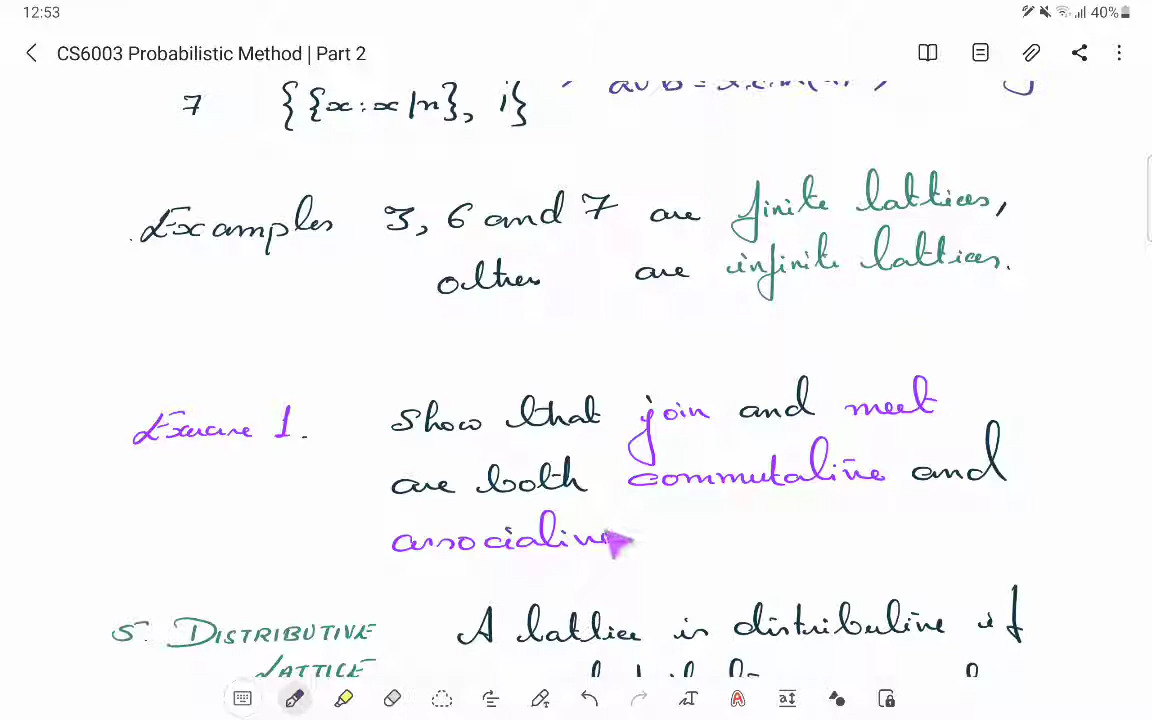 12:53
40%
CS6003 Probabilistic Method | Part 2
7 {{x:x|n}, |}
Examples 3, 6 and 7 are finite lattices,
other are infinite lattices.
Exercise 1. Show that join and meet
are both commutative and
associative
5. DISTRIBUTIVE A lattice is distributive if
LATTICE